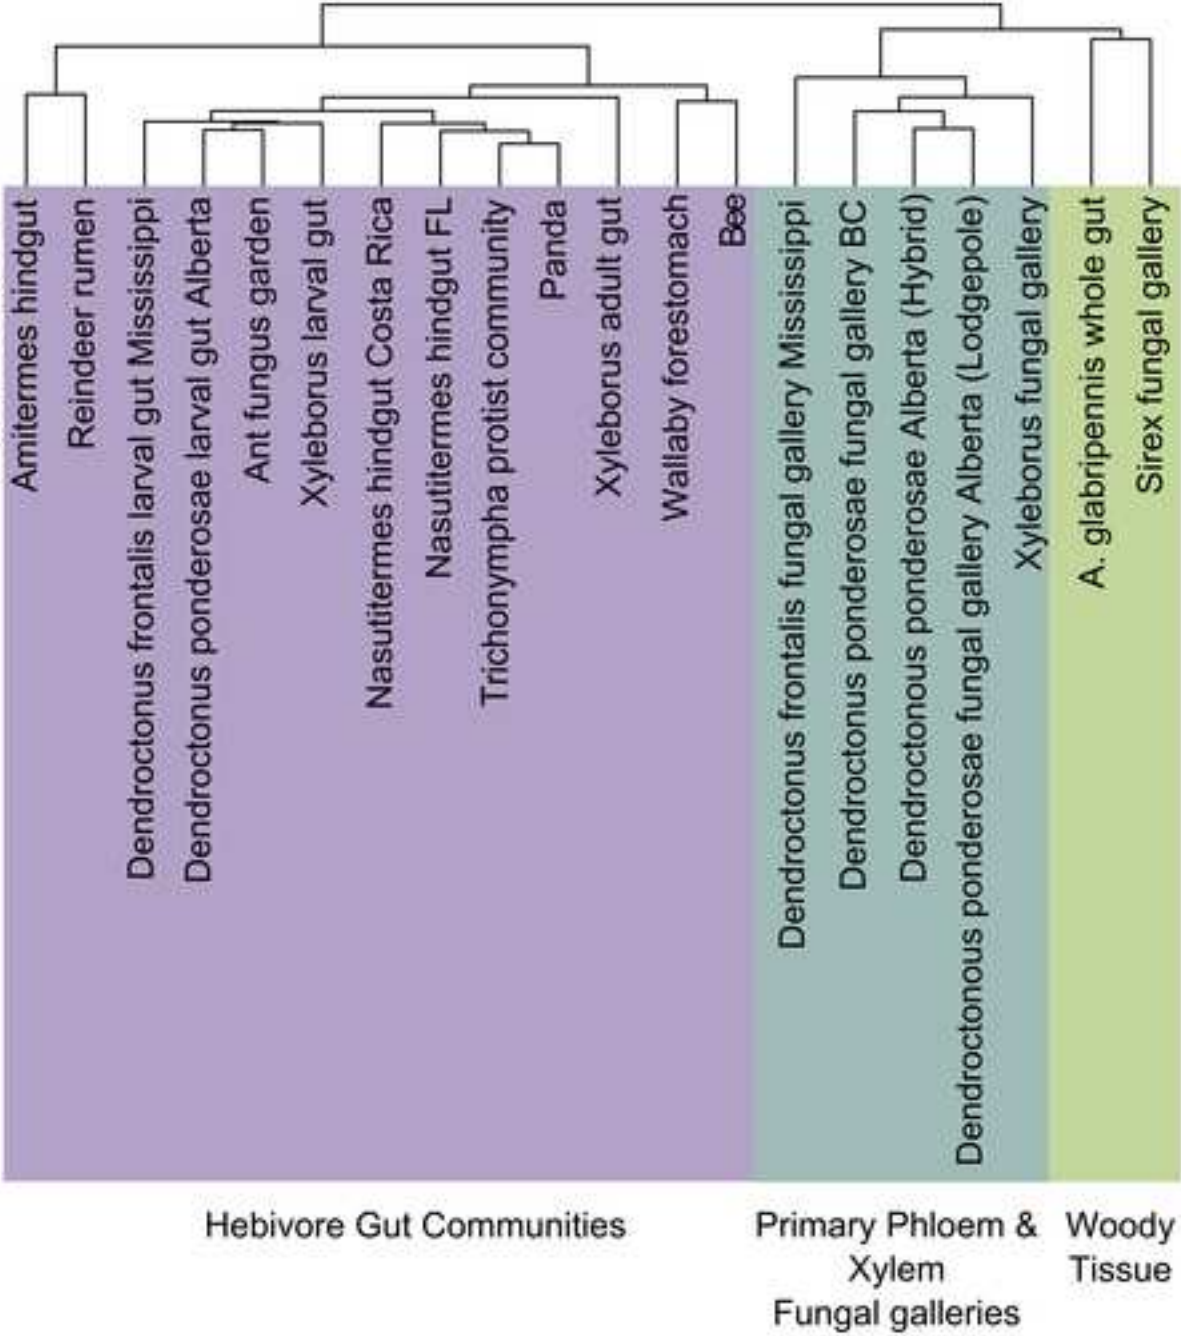 Amitermes hindgut
Reindeer rumen
Dendroctonus frontalis larval gut Mississippi
Dendroctonus ponderosae larval gut Alberta
Ant fungus garden
Xyleborus larval gut
Nasutitermes hindgut Costa Rica
Nasutitermes hindgut FL
Trichonympha protist community
Panda
Xyleborus adult gut
Wallaby forestomach
Bee
Dendroctonus frontalis fungal gallery Mississippi
Dendroctonus ponderosae fungal gallery BC
Dendroctonous ponderosae Alberta (Hybrid)
Dendroctonous ponderosae fungal gallery Alberta (Lodgepole)
Xyleborus fungal gallery
A. glabripennis whole gut
Sirex fungal gallery
Hebivore Gut Communities
Primary Phloem &
Xylem
Fungal galleries
Woody
Tissue